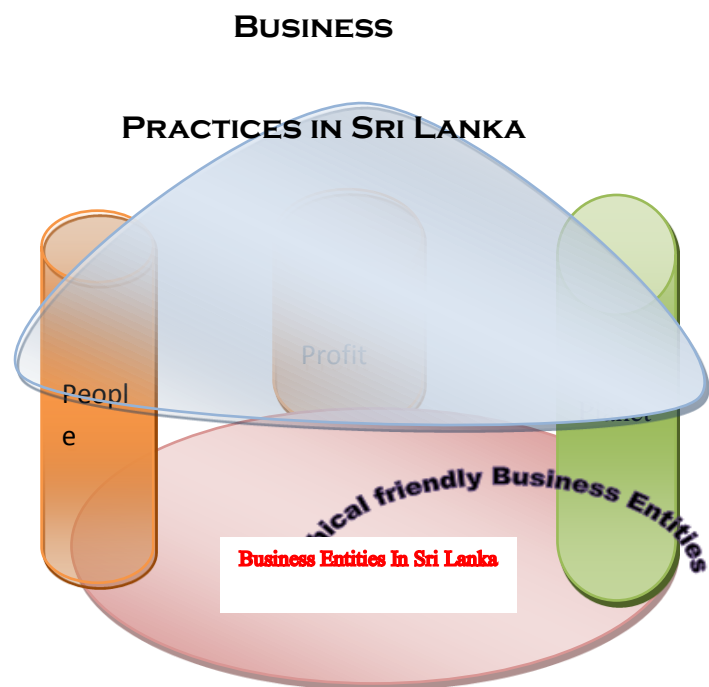 BUSINESS
PRACTICES IN SRI LANKA
Profit
Peopl
e
hical friendly Business Entities
Business Entities In Sri Lanka